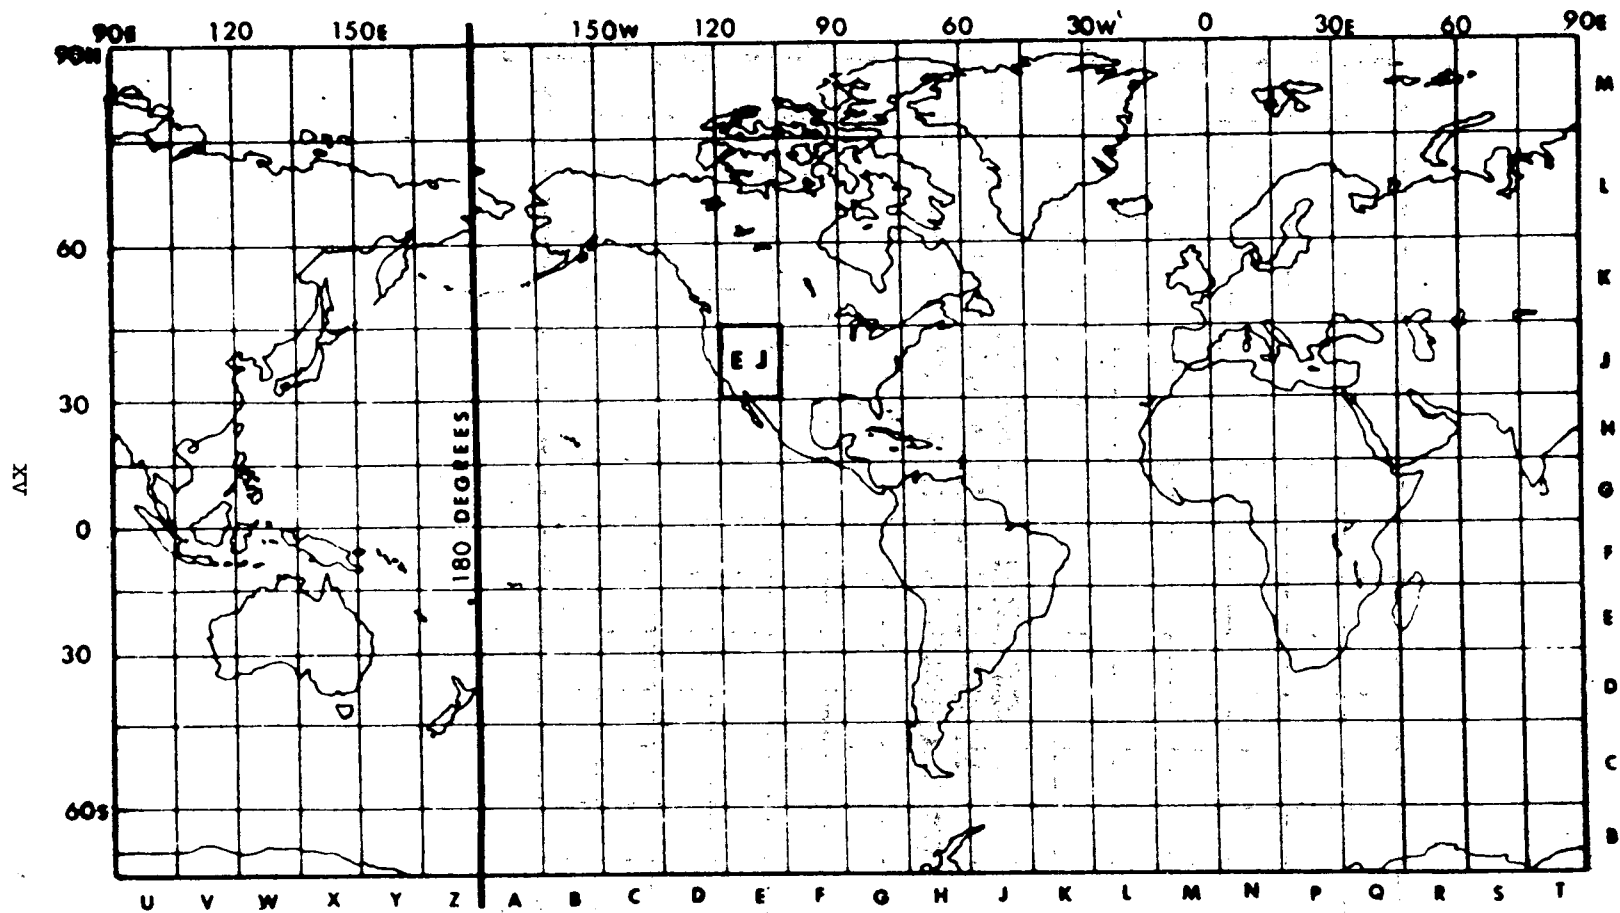 90E 120 150E 150W 120 90 60 30W' 0 30E 60 90E
90N
M
L
60
K
E J
J
30
H
XV
180 DEGREES
G
0
F
E
30
D
C
60S
B
U V W X Y Z A B C D E F G H J K L M N P Q R S T